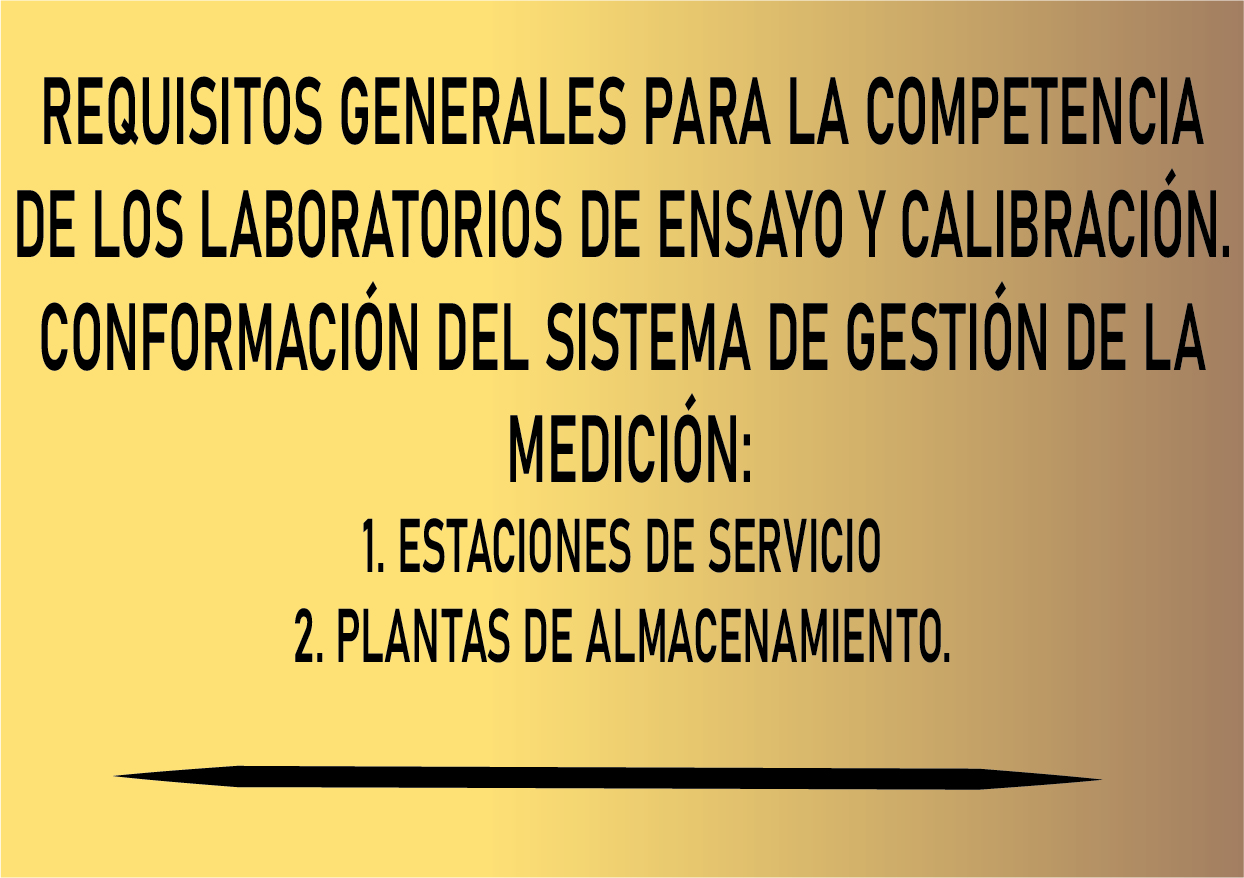 REQUISITOS GENERALES PARA LA COMPETENCIA
DE LOS LABORATORIOS DE ENSAYO Y CALIBRACIÓN.
CONFORMACIÓN DEL SISTEMA DE GESTIÓN DE LA
MEDICIÓN:
1. ESTACIONES DE SERVICIO
2. PLANTAS DE ALMACENAMIENTO.